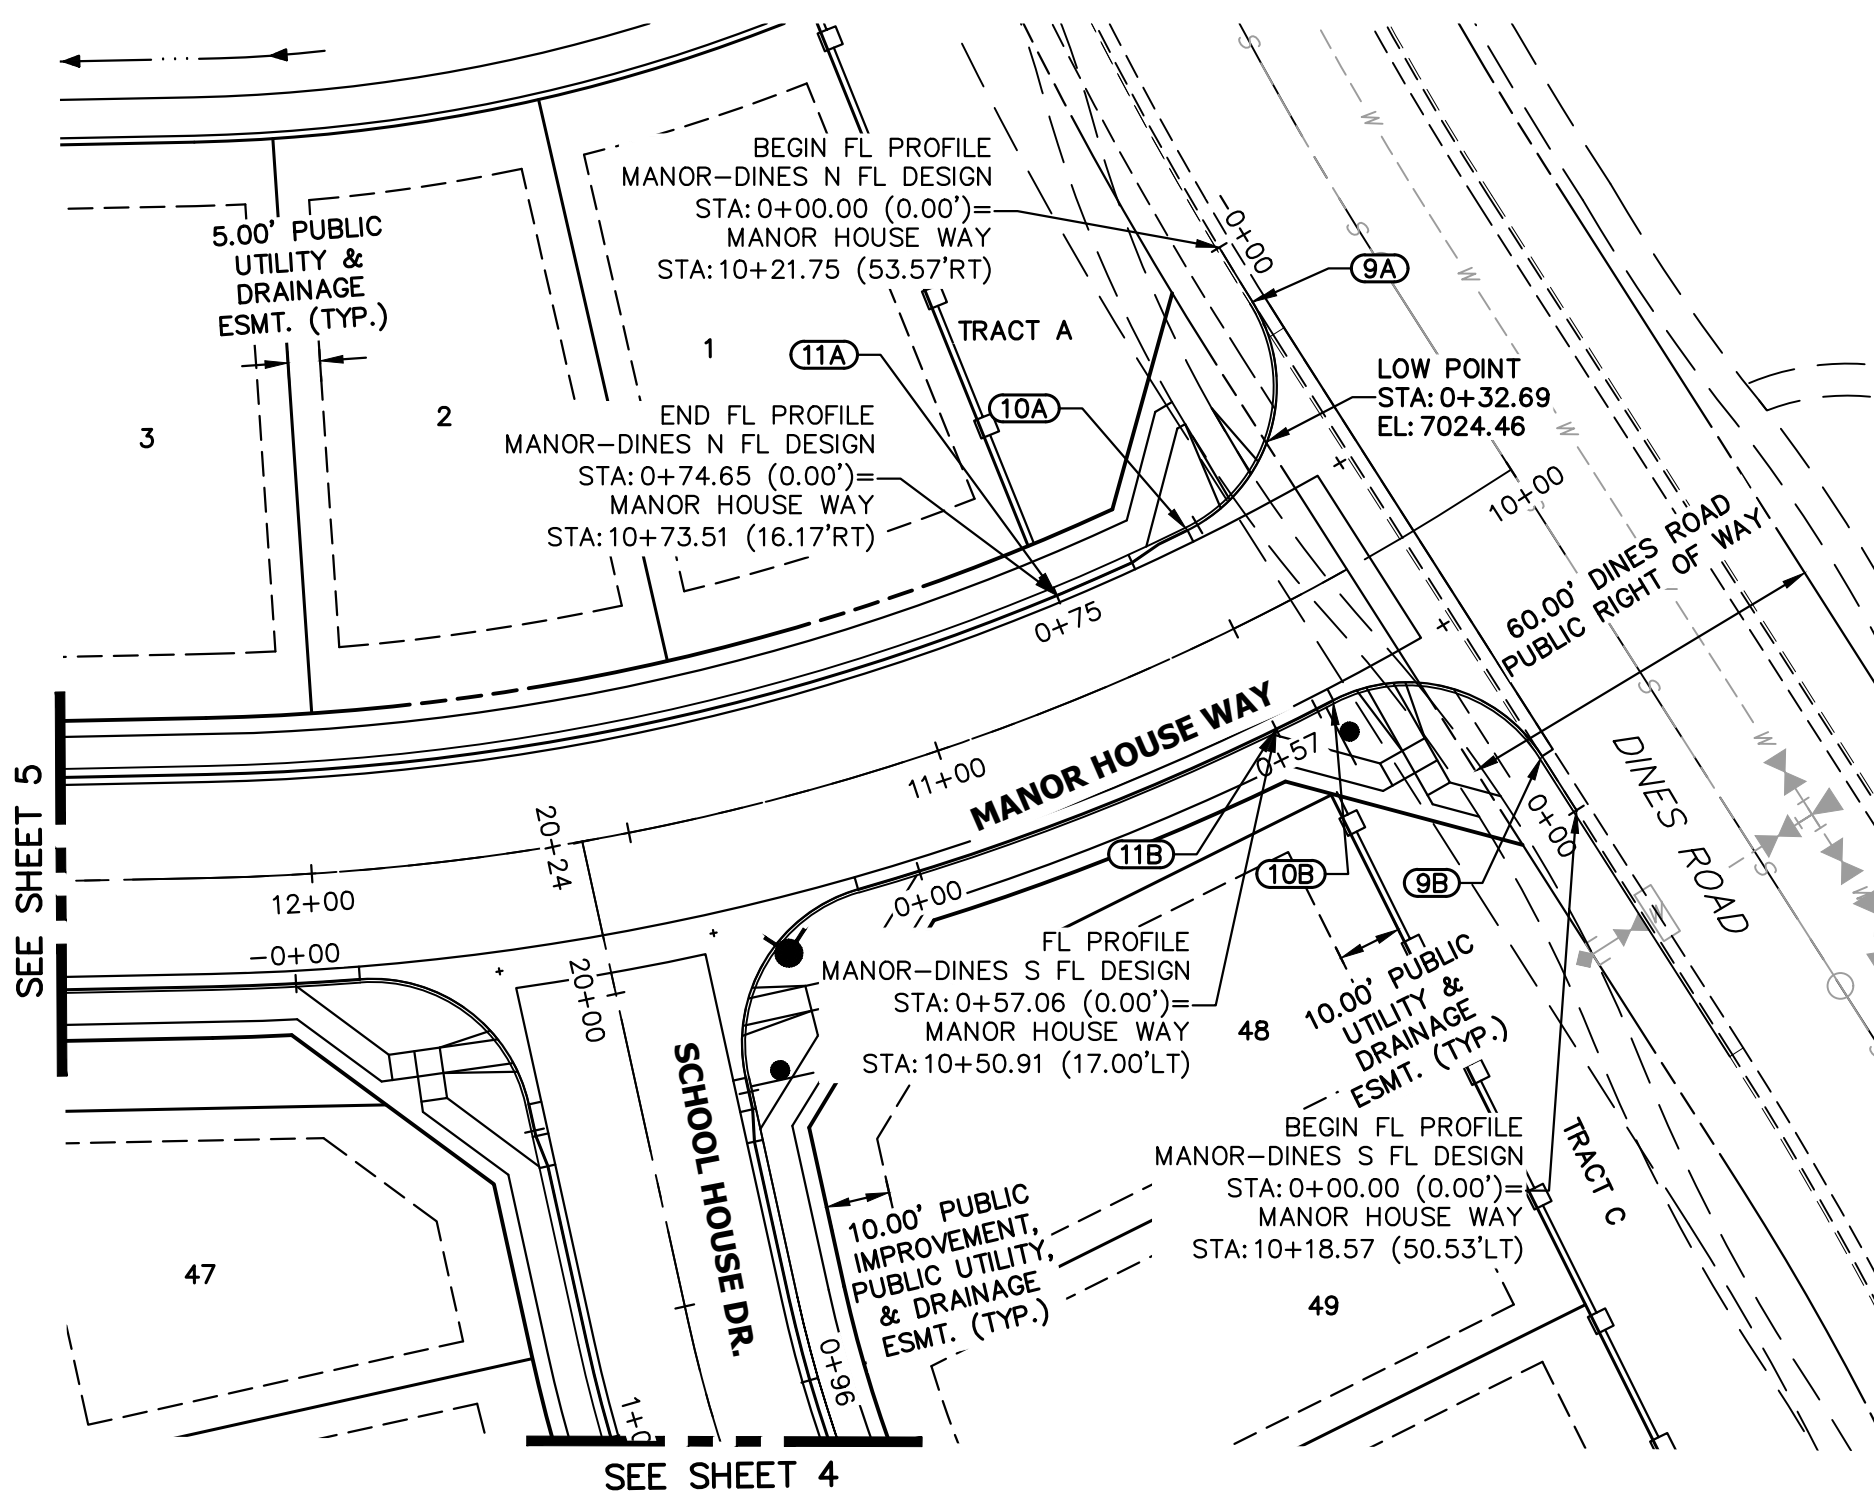 BEGIN FL PROFILE
MANOR-DINES N FL DESIGN
STA: 0+00.00 (0.00')=
MANOR HOUSE WAY
STA: 10+21.75 (53.57'RT)
0+00
9A
5.00' PUBLIC
UTILITY &
DRAINAGE
ESMT. (TYP.)
TRACT A
1
11A
10A
LOW POINT
STA: 0+32.69
EL: 7024.46
2
3
END FL PROFILE
MANOR-DINES N FL DESIGN
STA: 0+74.65 (0.00')=
MANOR HOUSE WAY
STA: 10+73.51 (16.17'RT)
10+00
60.00' DINES ROAD
PUBLIC RIGHT OF WAY
0+75
MANOR HOUSE WAY
11+00
0+57
DINES ROAD
0+00
SEE SHEET 5
20+24
12+00
0+00
11B
10B
9B
-0+00
20+00
FL PROFILE
MANOR-DINES S FL DESIGN
STA: 0+57.06 (0.00')=
MANOR HOUSE WAY
STA: 10+50.91 (17.00'LT)
48
10.00' PUBLIC
UTILITY &
DRAINAGE
ESMT. (TYP.)
SCHOOL HOUSE DR.
BEGIN FL PROFILE
MANOR-DINES S FL DESIGN
STA: 0+00.00 (0.00')=
MANOR HOUSE WAY
STA: 10+18.57 (50.53'LT)
TRACT C
10.00' PUBLIC
IMPROVEMENT,
PUBLIC UTILITY,
& DRAINAGE
ESMT. (TYP.)
47
49
0+96
1+0
SEE SHEET 4
S
S
S
S
S
W
W
W
W
W
W
W